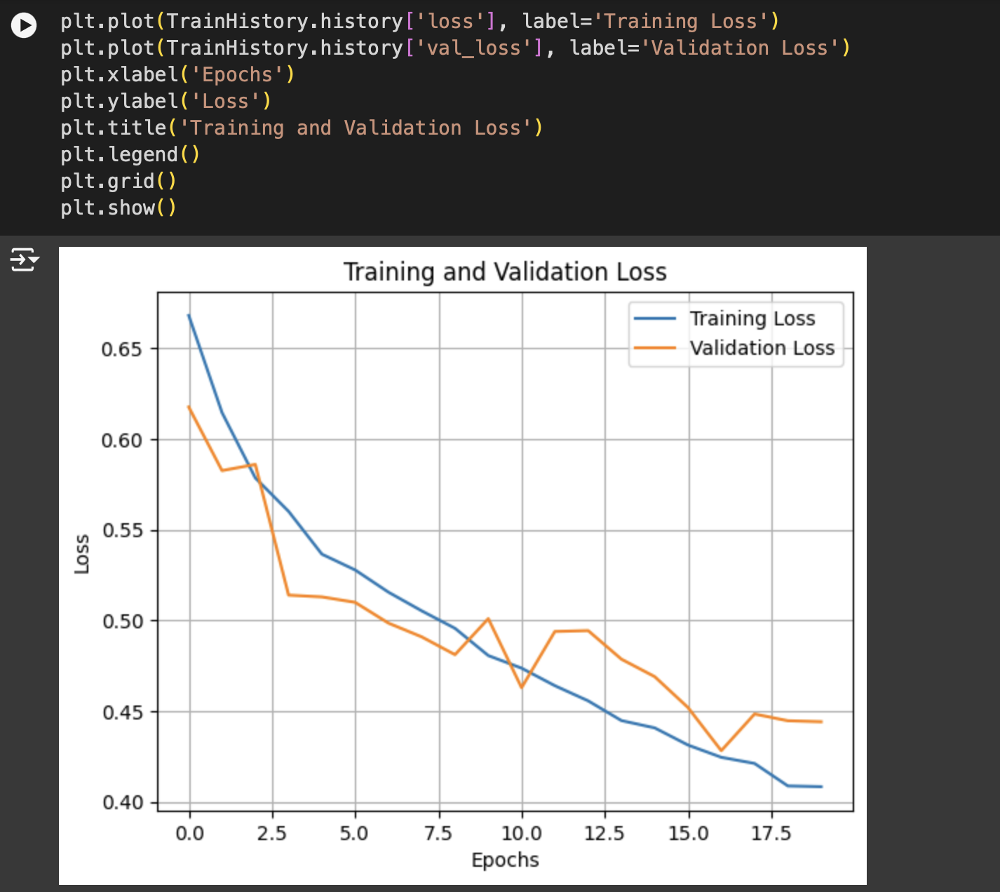 plt.plot(TrainHistory.history['loss'], label='Training Loss')
plt.plot(TrainHistory.history['val_loss'], label='Validation Loss')
plt.xlabel('Epochs')
plt.ylabel('Loss')
plt.title('Training and Validation Loss')
plt.legend()
plt.grid()
plt.show()
Training and Validation Loss
Training Loss
Validation Loss
0.65
0.60
0.55
0.50
0.45
0.40
Loss
0.0 2.5 5.0 7.5 10.0 12.5 15.0 17.5
Epochs